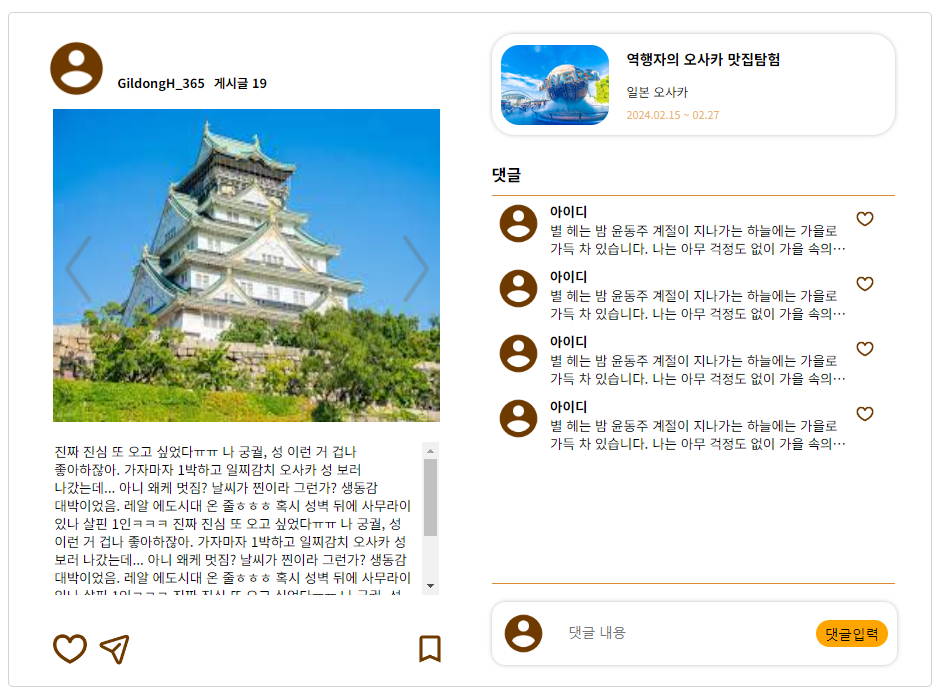 GildongH_365 게시글 19
진짜 진심 또 오고 싶었다ㅠㅠ 나 궁궐, 성 이런 거 겁나
좋아하잖아. 가자마자 1박하고 일찌감치 오사카 성 보러
나갔는데... 아니 왜케 멋짐? 날씨가 찐이라 그런가? 생동감
대박이었음. 레알 에도시대 온 줄ㅎㅎㅎ 혹시 성벽 뒤에 사무라이
있나 살핀 1인ㅋㅋㅋ 진짜 진심 또 오고 싶었다ㅠㅠ 나 궁궐, 성
이런 거 겁나 좋아하잖아. 가자마자 1박하고 일찌감치 오사카 성
보러 나갔는데... 아니 왜케 멋짐? 날씨가 찐이라 그런가? 생동감
대박이었음. 레알 에도시대 온 줄ㅎㅎㅎ 혹시 성벽 뒤에 사무라이
역행자의 오사카 맛집탐험
일본 오사카
2024.02.15 ~ 02.27
댓글
아이디
별 헤는 밤 윤동주 계절이 지나가는 하늘에는 가을로
가득 차 있습니다. 나는 아무 걱정도 없이 가을 속의…
아이디
별 헤는 밤 윤동주 계절이 지나가는 하늘에는 가을로
가득 차 있습니다. 나는 아무 걱정도 없이 가을 속의…
아이디
별 헤는 밤 윤동주 계절이 지나가는 하늘에는 가을로
가득 차 있습니다. 나는 아무 걱정도 없이 가을 속의…
아이디
별 헤는 밤 윤동주 계절이 지나가는 하늘에는 가을로
가득 차 있습니다. 나는 아무 걱정도 없이 가을 속의…
댓글 내용
댓글입력